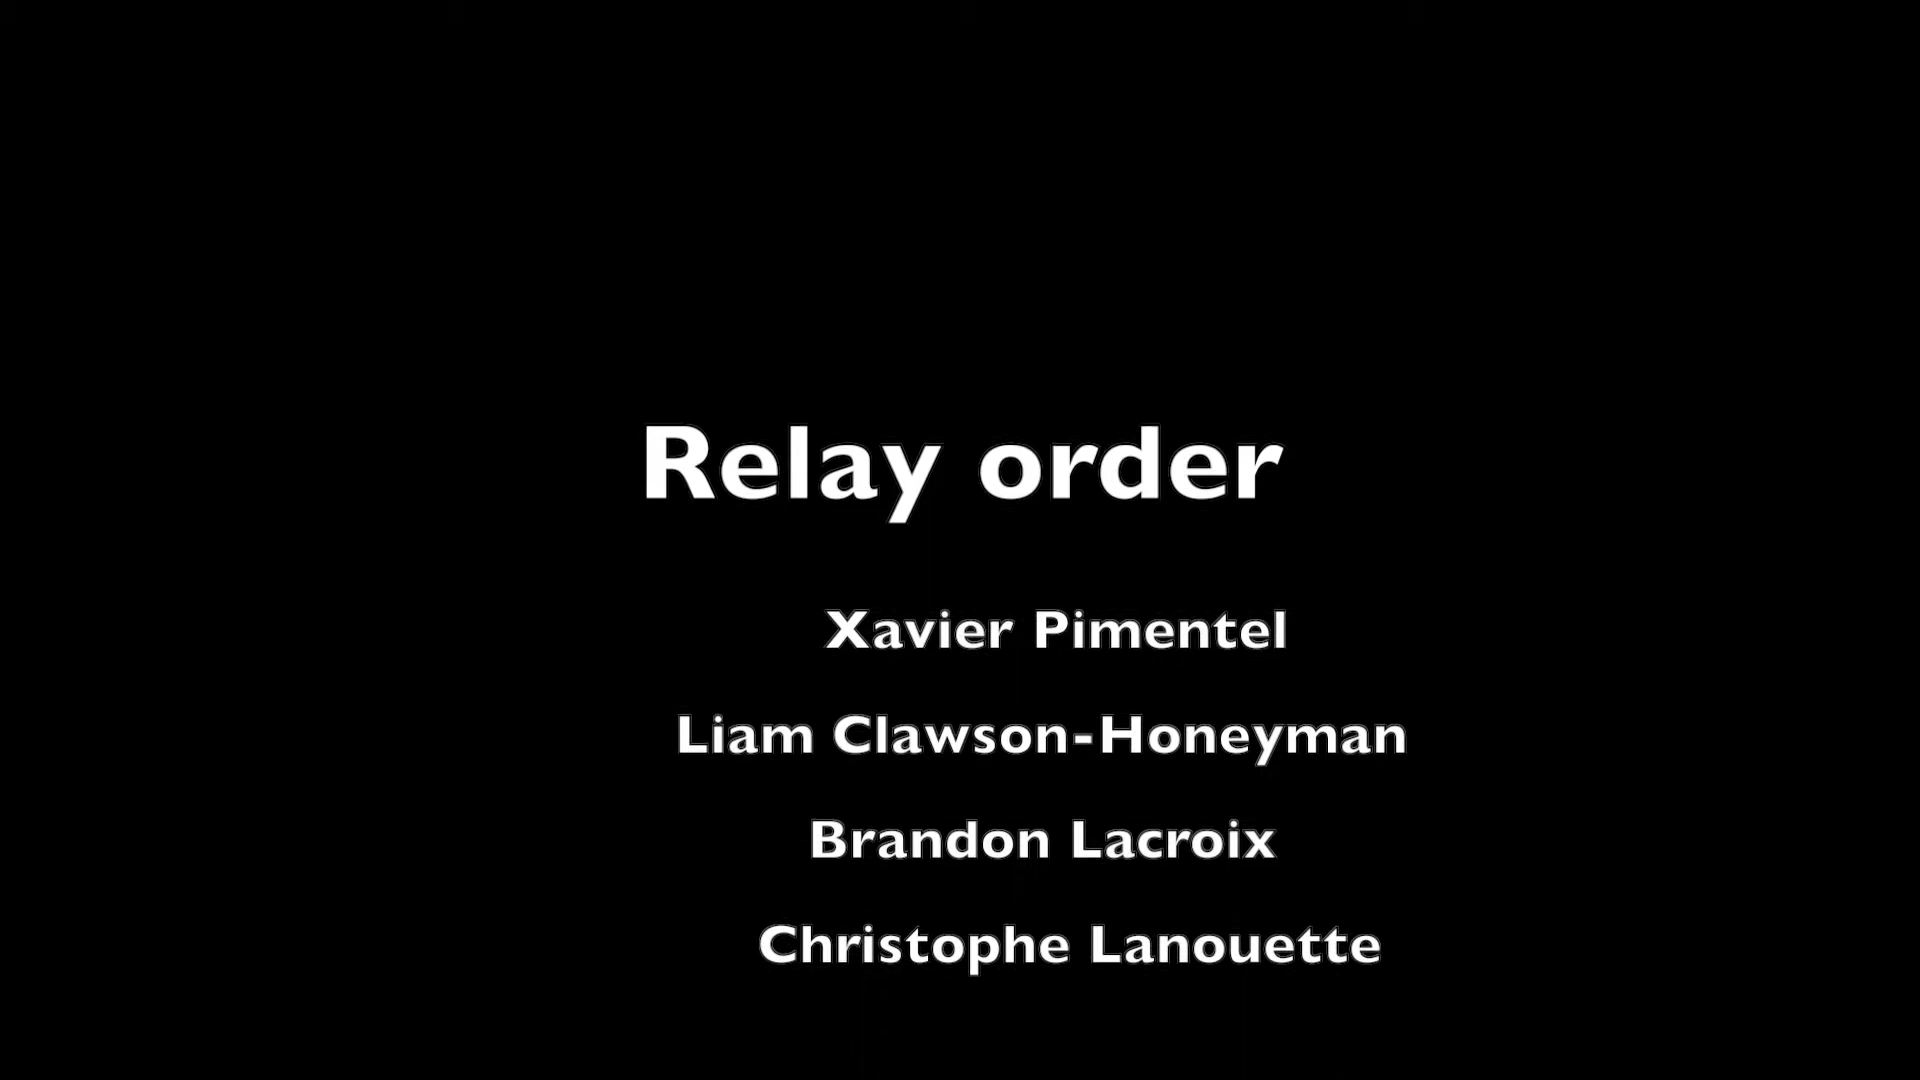 Relay order
Xavier Pimentel
Liam Clawson-Honeyman
Brandon Lacroix
Christophe Lanouette